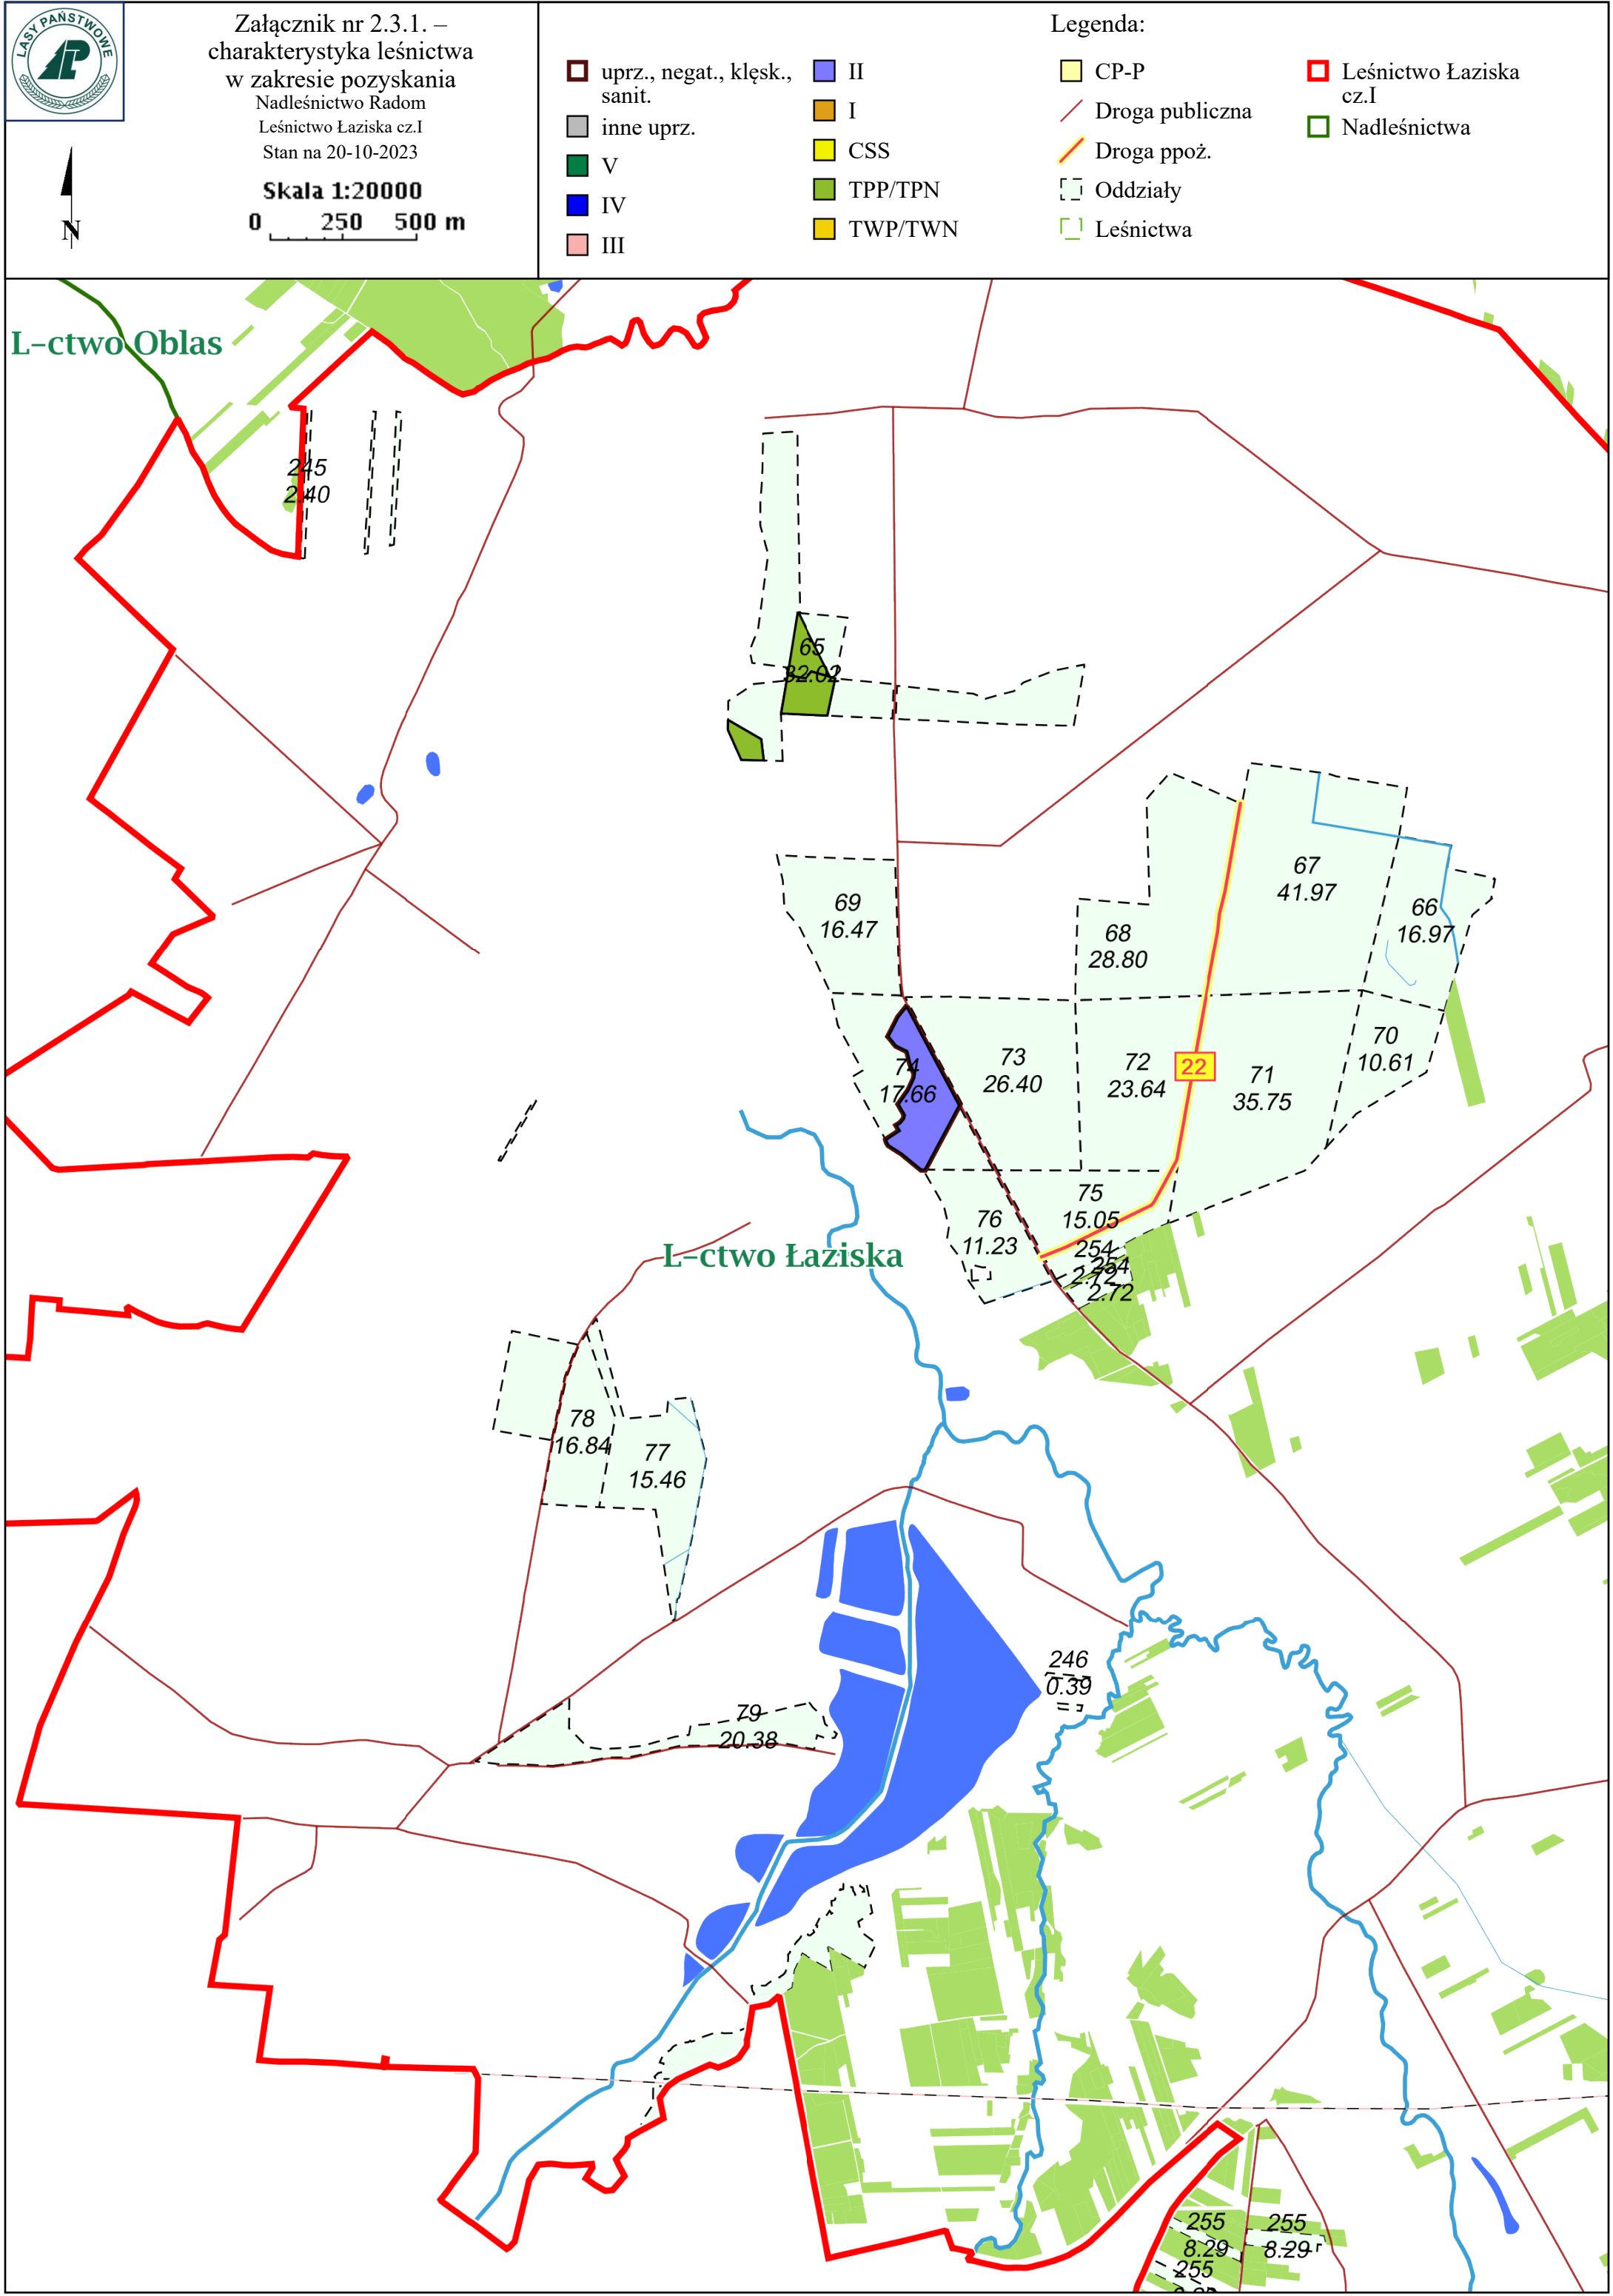 LASY PAŃSTWOWE
Załącznik nr 2.3.1. –
charakterystyka leśnictwa
w zakresie pozyskania
Nadleśnictwo Radom
Leśnictwo Łaziska cz.I
Stan na 20-10-2023
Skala 1:20000
0 250 500 m
N
Legenda:
uprz., negat., klęsk.,
sanit.
inne uprz.
V
IV
III
II
I
CSS
TPP/TPN
TWP/TWN
CP-P
Droga publiczna
Droga ppoż.
Oddziały
Leśnictwa
Leśnictwo Łaziska
cz.I
Nadleśnictwa
L-ctwo Oblas
245
2.40
65
32.02
67
41.97
69
16.47
66
16.97
68
28.80
70
10.61
73
26.40
72
23.64
22
71
35.75
74
17.66
75
15.05
76
11.23
254
2.72
254
2.72
L-ctwo Łaziska
78
16.84
77
15.46
246
0.39
79
20.38
255
8.29
255
8.29
255